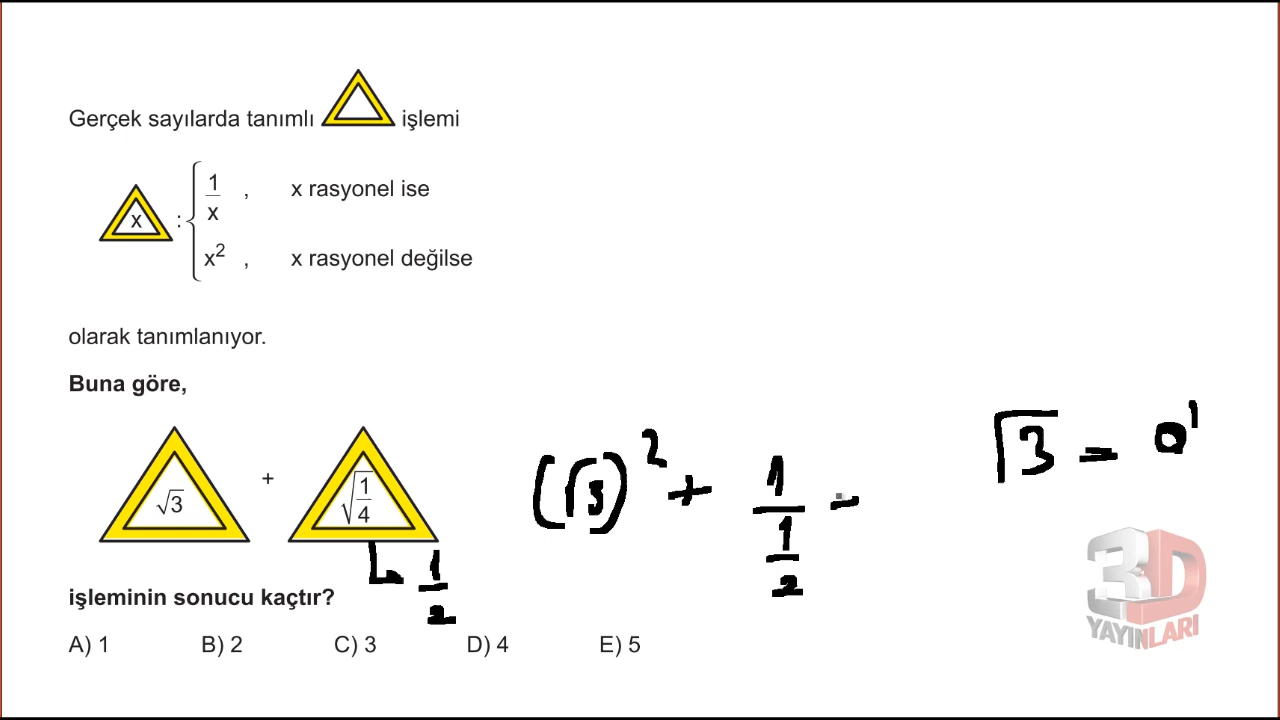 Gerçek sayılarda tanımlı işlemi
x : { 1/x , x rasyonel ise
x² , x rasyonel değilse
olarak tanımlanıyor.
Buna göre,
√3 + √(1/4)
işleminin sonucu kaçtır?
A) 1 B) 2 C) 3 D) 4 E) 5
1/2
(√3)² + 1/(1/2) =
√3 = Q'
3D
YAYINLARI